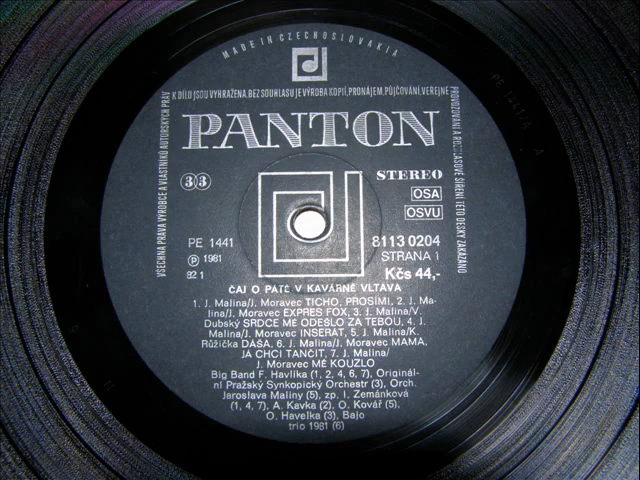 MADE IN CZECHOSLOVAKIA
VŠECHNA PRÁVA VÝROBCE A VLASTNÍKŮ AUTORSKÝCH PRÁV
K DÍLU JSOU VYHRAŽENA. BEZ SOUHLASU JE VÝROBA KOPIÍ, PRONÁJEM, PŮJČOVÁNÍ, VEŘEJNÉ
PROVOZOVÁNÍ A ROZHLASOVÉ ŠÍŘENÍ TÉTO DESKY ZAKÁZÁNO
PANTON
33 STEREO
OSA
OSVU
PE 1441 8113 0204
Ⓟ 1981 STRANA 1
82 1 Kčs 44,-
ČAJ O PÁTÉ V KAVÁRNĚ VLTAVA
1. J. Malina/J. Moravec TICHO, PROSÍM!, 2. J. Ma-
lina/J. Moravec EXPRES FOX, 3. J. Malina/V.
Dubský SRDCE MÉ ODEŠLO ZA TEBOU, 4. J.
Malina/J. Moravec INSERÁT, 5. J. Malina/K.
Růžička DÁŠA, 6. J. Malina/J. Moravec MAMA,
JÁ CHCI TANČIT, 7. J. Malina/
J. Moravec MÉ KOUZLO
Big Band F. Havlíka (1, 2, 4, 6, 7), Originál-
ní Pražský Synkopický Orchestr (3), Orch.
Jaroslava Maliny (5), zp. I. Zemánková
(1, 4, 7), A. Kavka (2), O. Kovář (5),
O. Havelka (3), Bajo
trio 1981 (6)